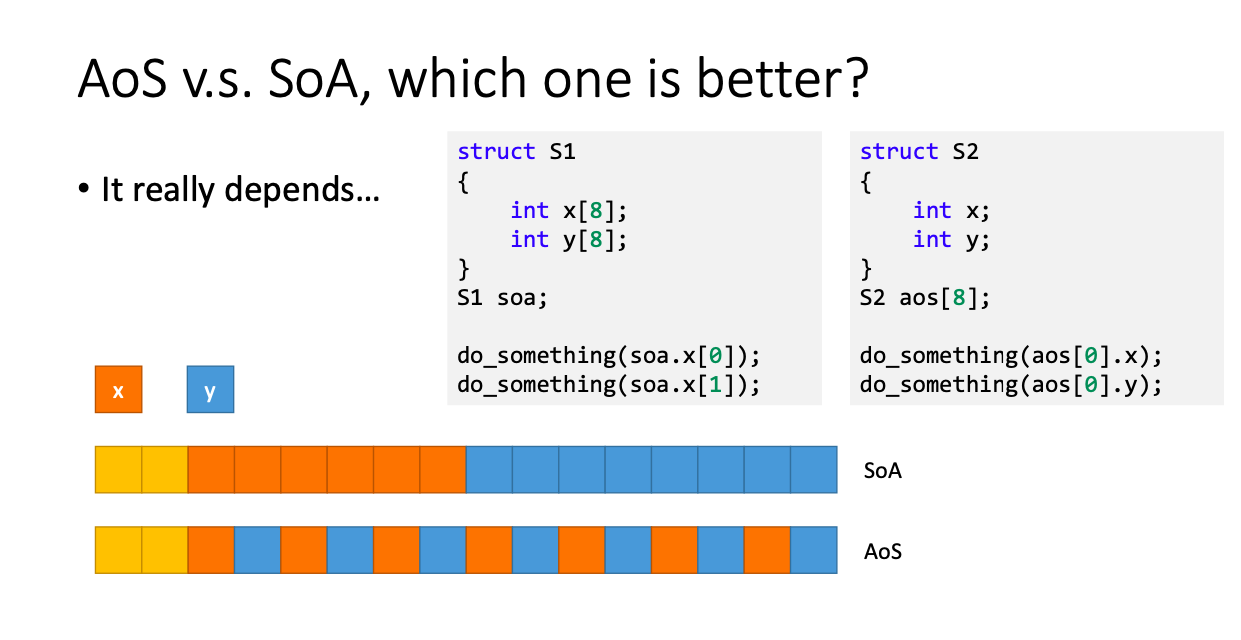 AoS v.s. SoA, which one is better?
• It really depends...
struct S1
{
    int x[8];
    int y[8];
}
S1 soa;

do_something(soa.x[0]);
do_something(soa.x[1]);
struct S2
{
    int x;
    int y;
}
S2 aos[8];

do_something(aos[0].x);
do_something(aos[0].y);
x
y
SoA
AoS